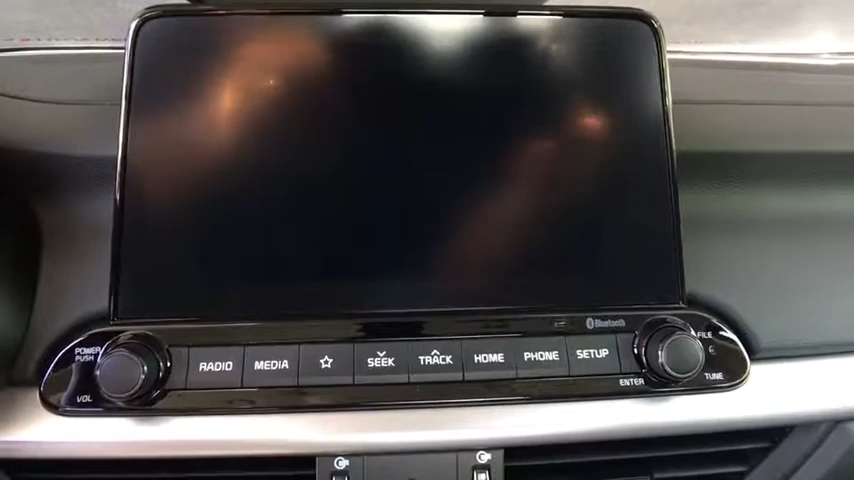 Bluetooth
POWER
PUSH
RADIO
MEDIA
SEEK
TRACK
HOME
PHONE
SETUP
FILE
ENTER
TUNE
VOL